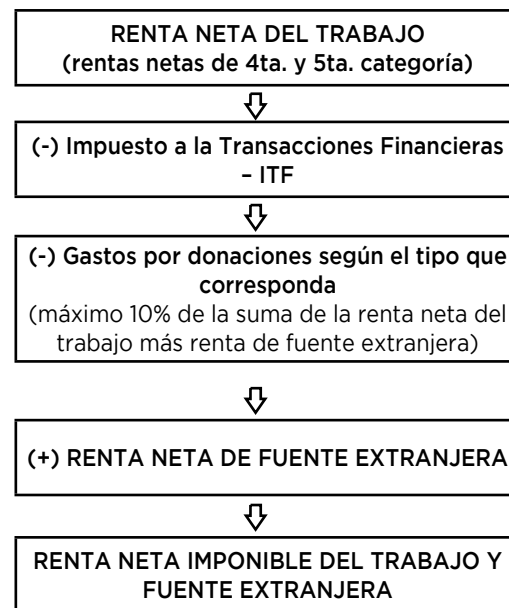 RENTA NETA DEL TRABAJO
(rentas netas de 4ta. y 5ta. categoría)
(-) Impuesto a la Transacciones Financieras
– ITF
(-) Gastos por donaciones según el tipo que
corresponda
(máximo 10% de la suma de la renta neta del
trabajo más renta de fuente extranjera)
(+) RENTA NETA DE FUENTE EXTRANJERA
RENTA NETA IMPONIBLE DEL TRABAJO Y
FUENTE EXTRANJERA